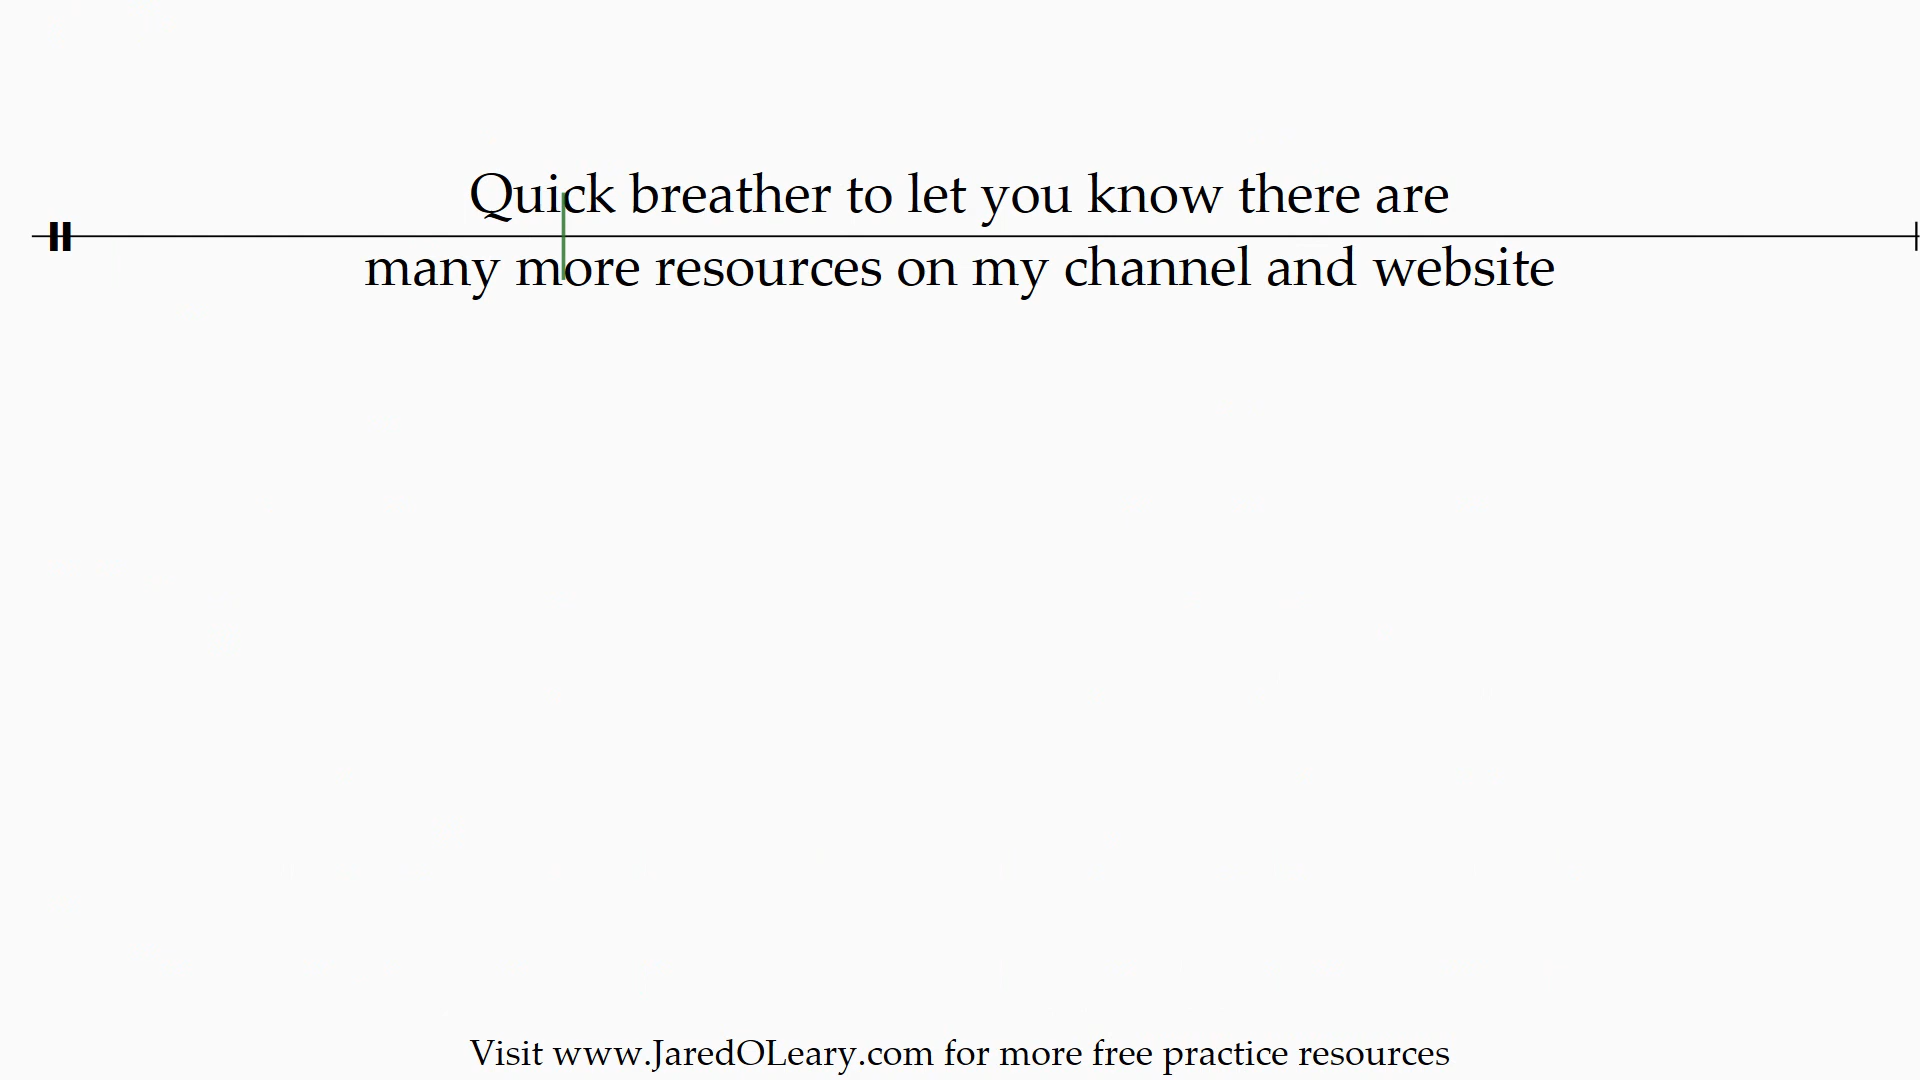 Quick breather to let you know there are
many more resources on my channel and website
Visit www.JaredOLeary.com for more free practice resources